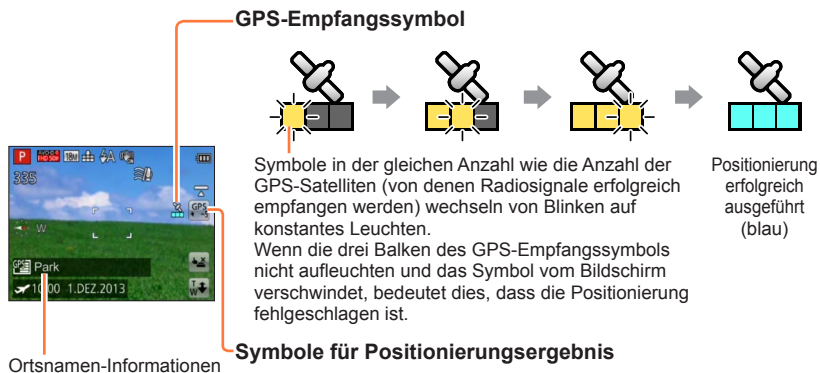 GPS-Empfangssymbol
Symbole in der gleichen Anzahl wie die Anzahl der
GPS-Satelliten (von denen Radiosignale erfolgreich
empfangen werden) wechseln von Blinken auf
konstantes Leuchten.
Wenn die drei Balken des GPS-Empfangssymbols
nicht aufleuchten und das Symbol vom Bildschirm
verschwindet, bedeutet dies, dass die Positionierung
fehlgeschlagen ist.
Positionierung
erfolgreich
ausgeführt
(blau)
P 18M
335
GPS
W
GPS Park
10:00 1.DEZ.2013
T
W
Symbole für Positionierungsergebnis
Ortsnamen-Informationen